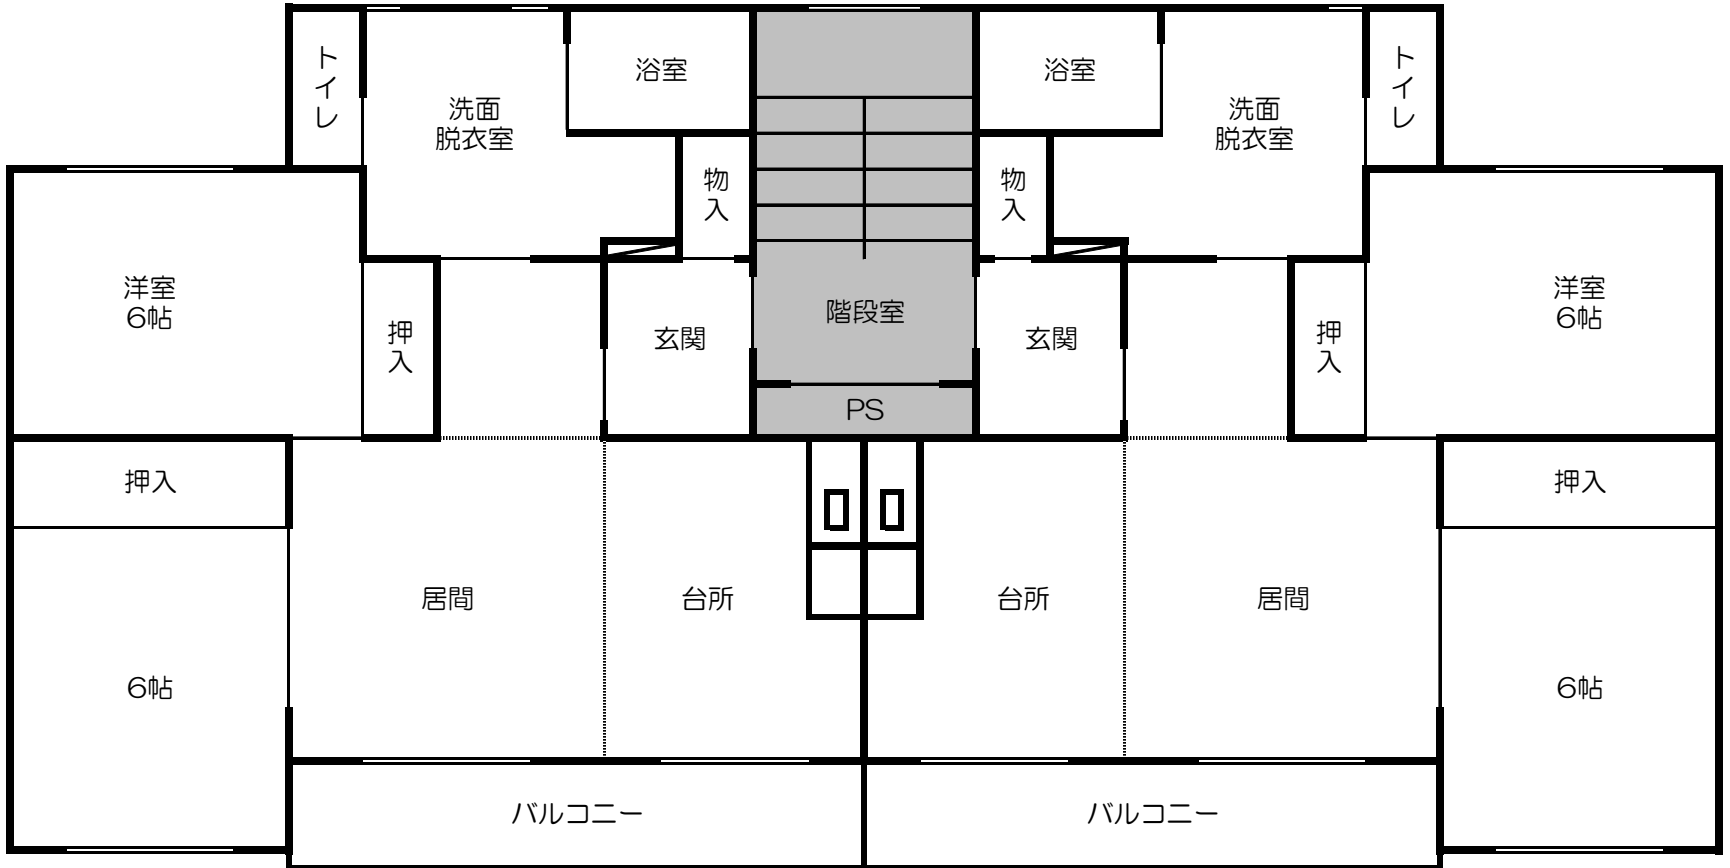 トイレ
浴室
浴室
トイレ
洗面
脱衣室
洗面
脱衣室
物入
物入
洋室
6帖
押入
玄関
階段室
玄関
押入
洋室
6帖
PS
押入
押入
居間
台所
台所
居間
6帖
6帖
バルコニー
バルコニー